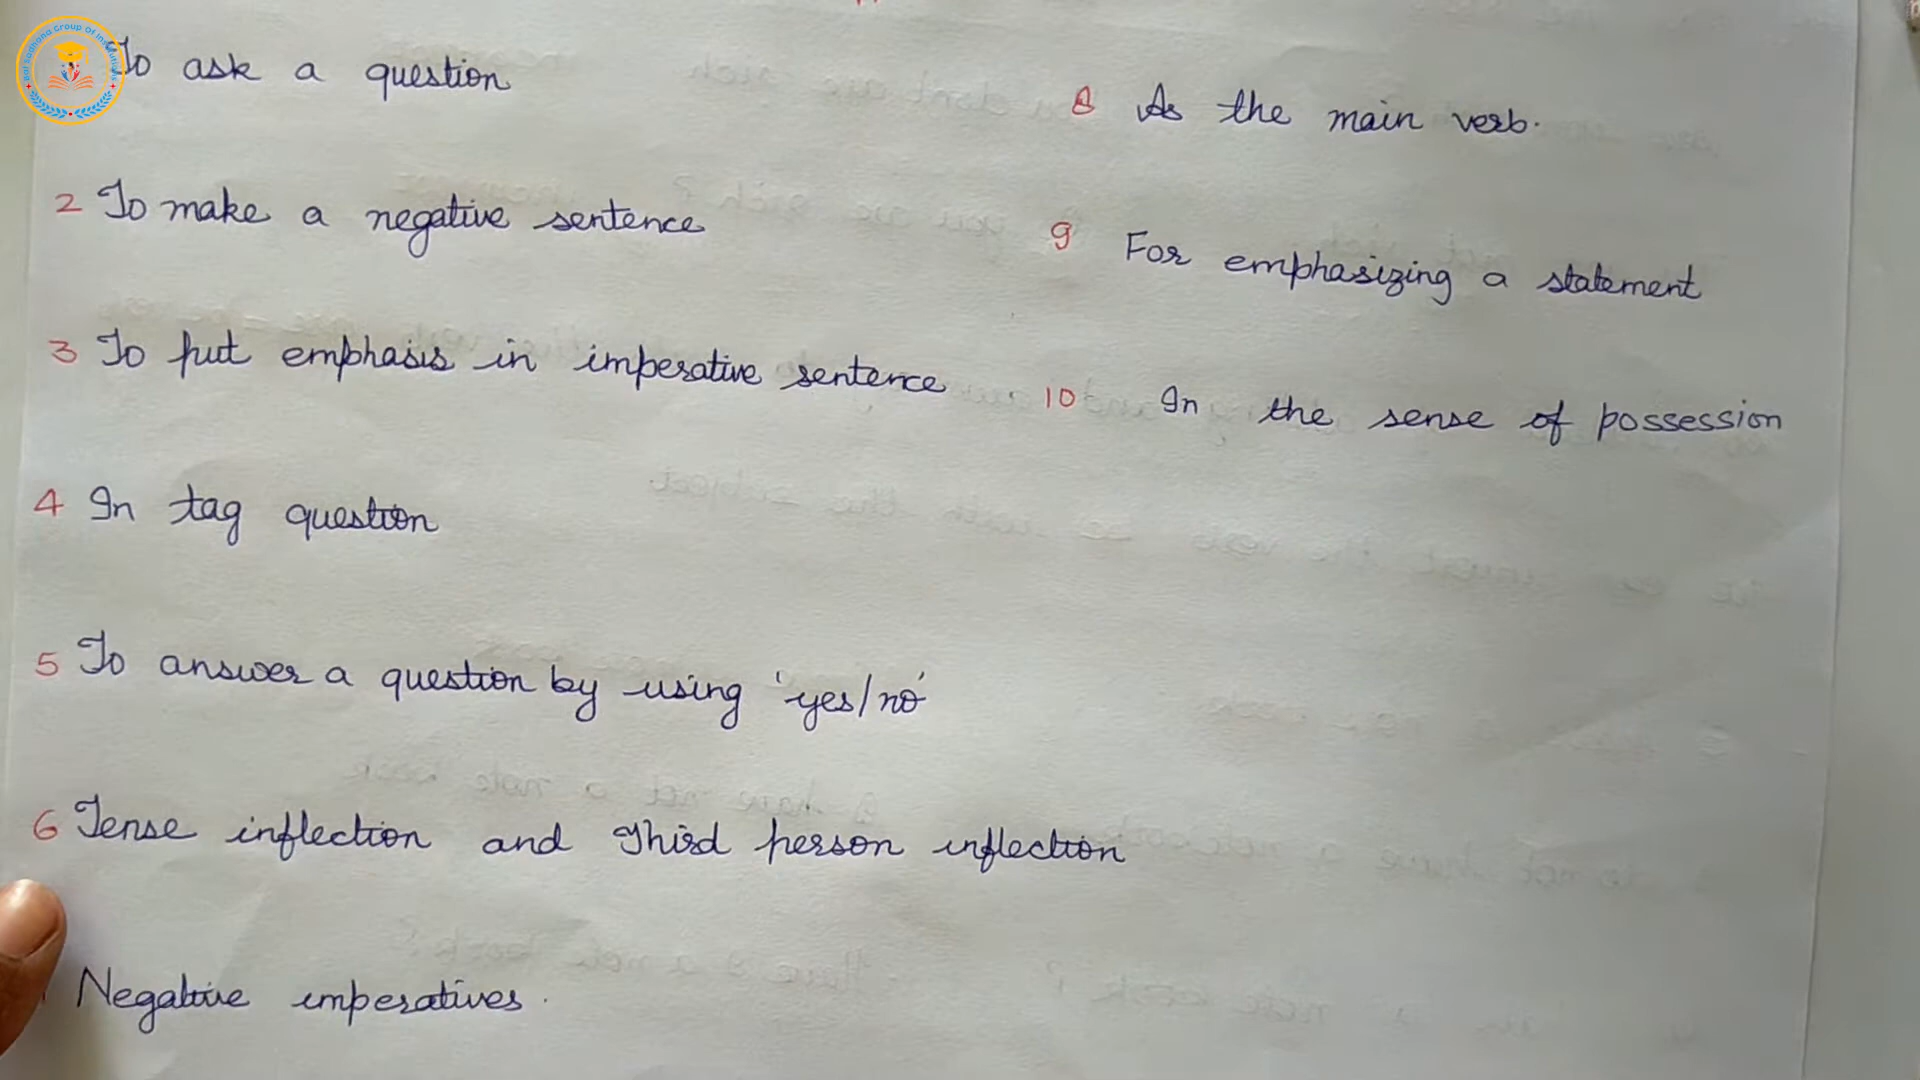 To ask a question
2 To make a negative sentence
3 To put emphasis in imperative sentence
4 In tag question
5 To answer a question by using 'yes/no'
6 Tense inflection and Third person inflection
Negative imperatives.
8 As the main verb.
9 For emphasizing a statement
10 In the sense of possession